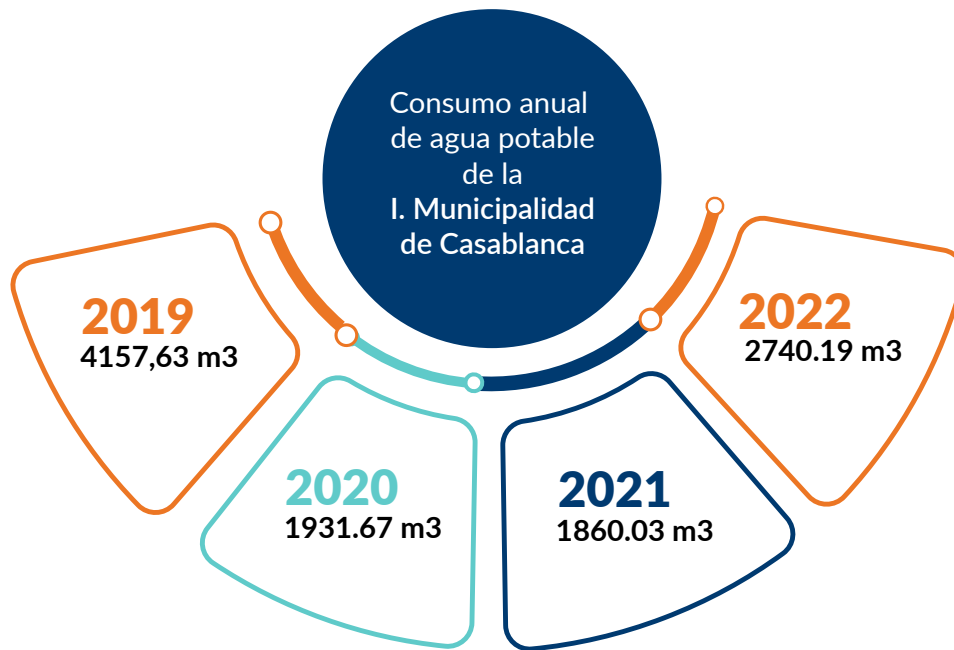 Consumo anual
de agua potable
de la
I. Municipalidad
de Casablanca
2019
4157,63 m3
2020
1931.67 m3
2021
1860.03 m3
2022
2740.19 m3